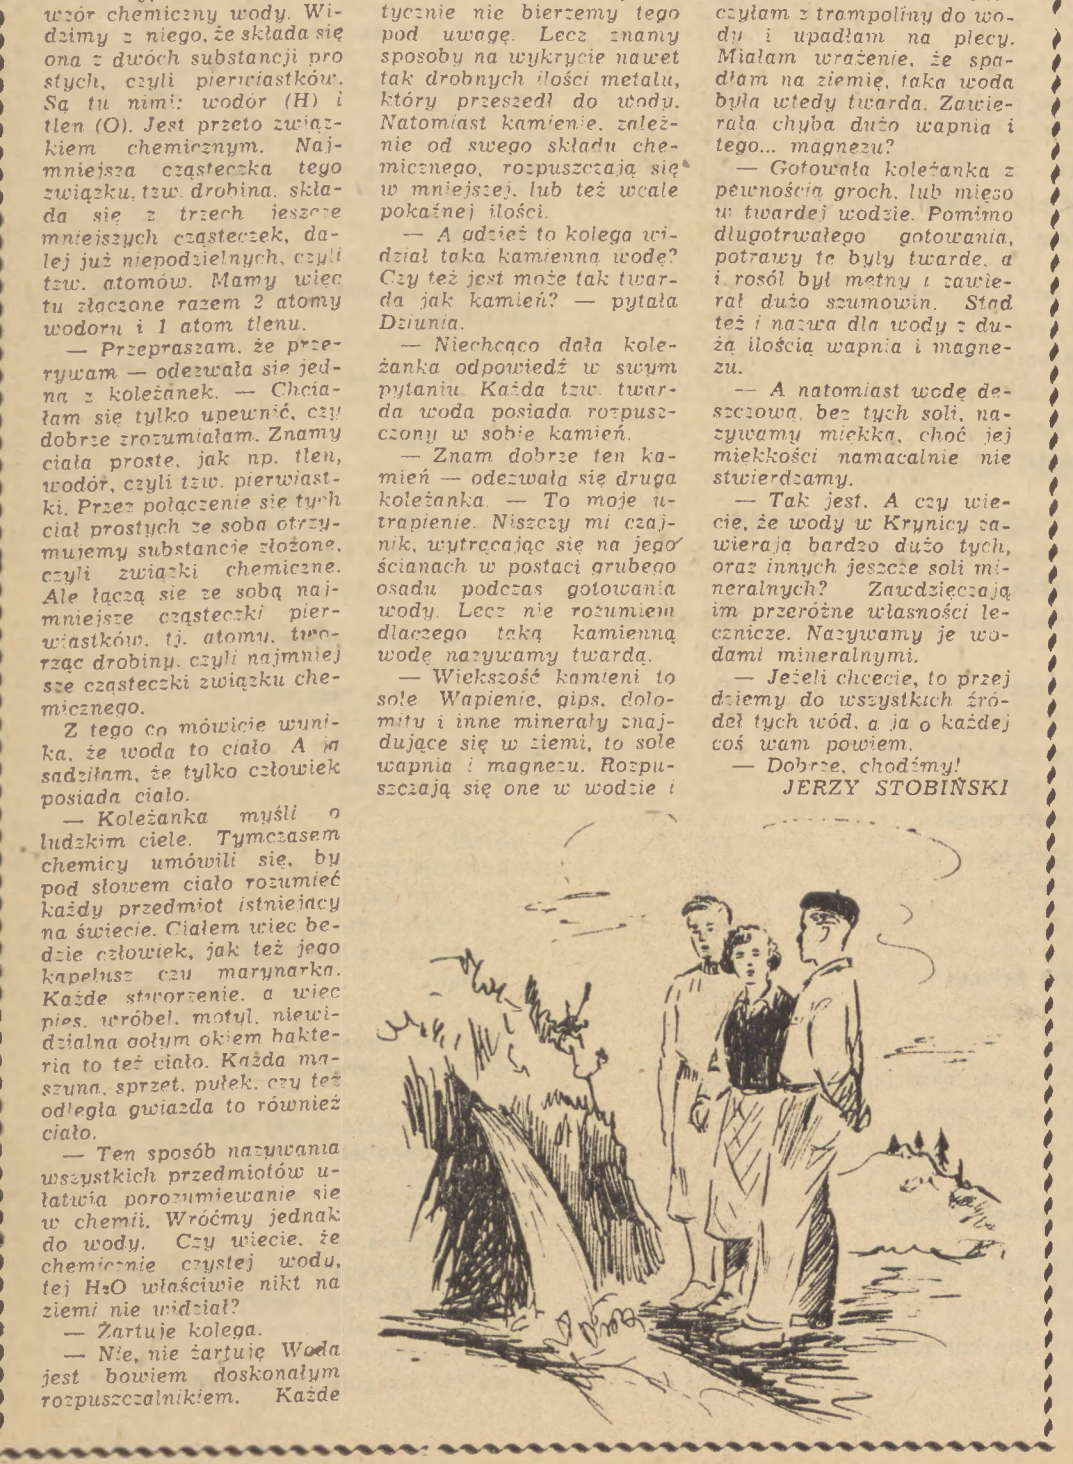 wzór chemiczny wody. Wi-
dzimy z niego, że składa się
ona z dwóch substancji pro
stych, czyli pierwiastków.
Są tu nimi: wodór (H) i
tlen (O). Jest przeto związ-
kiem chemicznym. Naj-
mniejsza cząsteczka tego
związku, tzw. drobina, skła-
da się z trzech jeszcze
mniejszych cząsteczek, da-
lej już niepodzielnych, czyli
tzw. atomów. Mamy więc
tu złączone razem 2 atomy
wodoru i 1 atom tlenu.
— Przepraszam, że prze-
rywam — odezwała się jed-
na z koleżanek. — Chcia-
łam się tylko upewnić, czy
dobrze zrozumiałam. Znamy
ciała proste, jak np. tlen,
wodór, czyli tzw. pierwiast-
ki. Przez połączenie się tych
ciał prostych ze sobą otrzy-
mujemy substancje złożone,
czyli związki chemiczne.
Ale łączą się ze sobą naj-
mniejsze cząsteczki pier-
wiastków, tj. atomy, two-
rząc drobiny, czyli najmniej
sze cząsteczki związku che-
micznego.
Z tego co mówicie wyni-
ka, że woda to ciało A ja
sadziłam, że tylko człowiek
posiada ciało.
— Koleżanka myśli o
ludzkim ciele. Tymczasem
chemicy umówili się, by
pod słowem ciało rozumieć
każdy przedmiot istniejący
na świecie. Ciałem więc bę-
dzie człowiek, jak też jego
kapelusz czy marynarka.
Każde stworzenie, a więc
pies, wróbel, motyl, niewi-
dzialna gołym okiem bakte-
ria to też ciało. Każda ma-
szyna, sprzęt, pułek, czy też
odległa gwiazda to również
ciało.
— Ten sposób nazywania
wszystkich przedmiotów u-
łatwia porozumiewanie się
w chemii. Wróćmy jednak
do wody. Czy wiecie, że
chemicznie czystej wody,
tej H₂O właściwie nikt na
ziemi nie widział?
— Żartuje kolega.
— Nie, nie żartuję Woda
jest bowiem doskonałym
rozpuszczalnikiem. Każde
tycznie nie bierzemy tego
pod uwagę. Lecz znamy
sposoby na wykrycie nawet
tak drobnych ilości metalu,
który przeszedł do wody.
Natomiast kamienie, zależ-
nie od swego składu che-
micznego, rozpuszczają się
w mniejszej, lub też wcale
pokaźnej ilości.
— A gdzież to kolega wi-
dział taką kamienną wodę?
Czy też jest może tak twar-
da jak kamień? — pytała
Dziunia.
— Niechcąco dała kole-
żanka odpowiedź w swym
pytaniu. Każda tzw. twar-
da woda posiada rozpusz-
czony w sobie kamień.
— Znam dobrze ten ka-
mień — odezwała się druga
koleżanka. — To moje u-
trapienie. Niszczy mi czaj-
nik, wytrącając się na jego
ścianach w postaci grubego
osadu podczas gotowania
wody. Lecz nie rozumiem
dlaczego taką kamienną
wodę nazywamy twardą.
— Większość kamieni to
sole Wapienie, gips, dolo-
mity i inne minerały znaj-
dujące się w ziemi, to sole
wapnia i magnezu. Rozpu-
szczają się one w wodzie i
czyłam z trampoliny do wo-
dy i upadłam na plecy.
Miałam wrażenie, że spa-
dłam na ziemię, taka woda
była wtedy twarda. Zawie-
rała chyba dużo wapnia i
tego... magnezu?
— Gotowała koleżanka z
pewnością groch, lub mięso
w twardej wodzie. Pomimo
długotrwałego gotowania,
potrawy te były twarde, a
i rosół był mętny i zawie-
rał dużo szumowin. Stąd
też i nazwa dla wody z du-
żą ilością wapnia i magne-
zu.
— A natomiast wodę de-
szczową, bez tych soli, na-
zywamy miękką, choć jej
miękkości namacalnie nie
stwierdzamy.
— Tak jest. A czy wie-
cie, że wody w Krynicy za-
wierają bardzo dużo tych,
oraz innych jeszcze soli mi-
neralnych? Zawdzięczają
im przeróżne własności le-
cznicze. Nazywamy je wo-
dami mineralnymi.
— Jeżeli chcecie, to przej
dziemy do wszystkich źró-
deł tych wód, a ja o każdej
coś wam powiem.
— Dobrze, chodźmy!
JERZY STOBIŃSKI